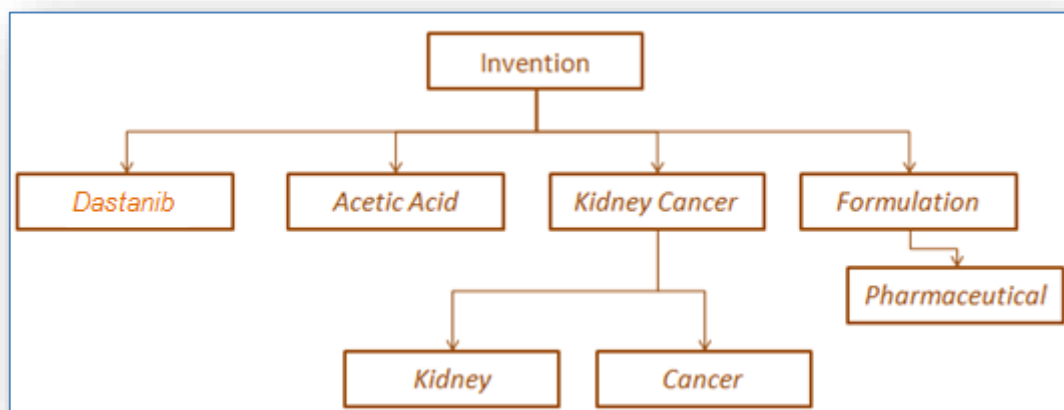 Invention
Dastanib
Acetic Acid
Kidney Cancer
Formulation
Pharmaceutical
Kidney
Cancer